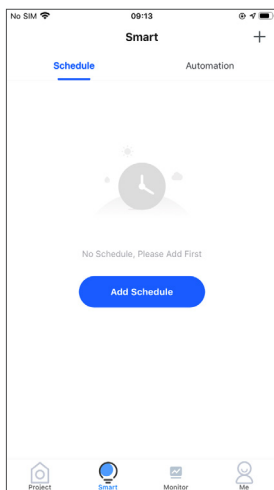 No SIM 09:13
Smart
Schedule Automation
No Schedule, Please Add First
Add Schedule
Project Smart Monitor Me